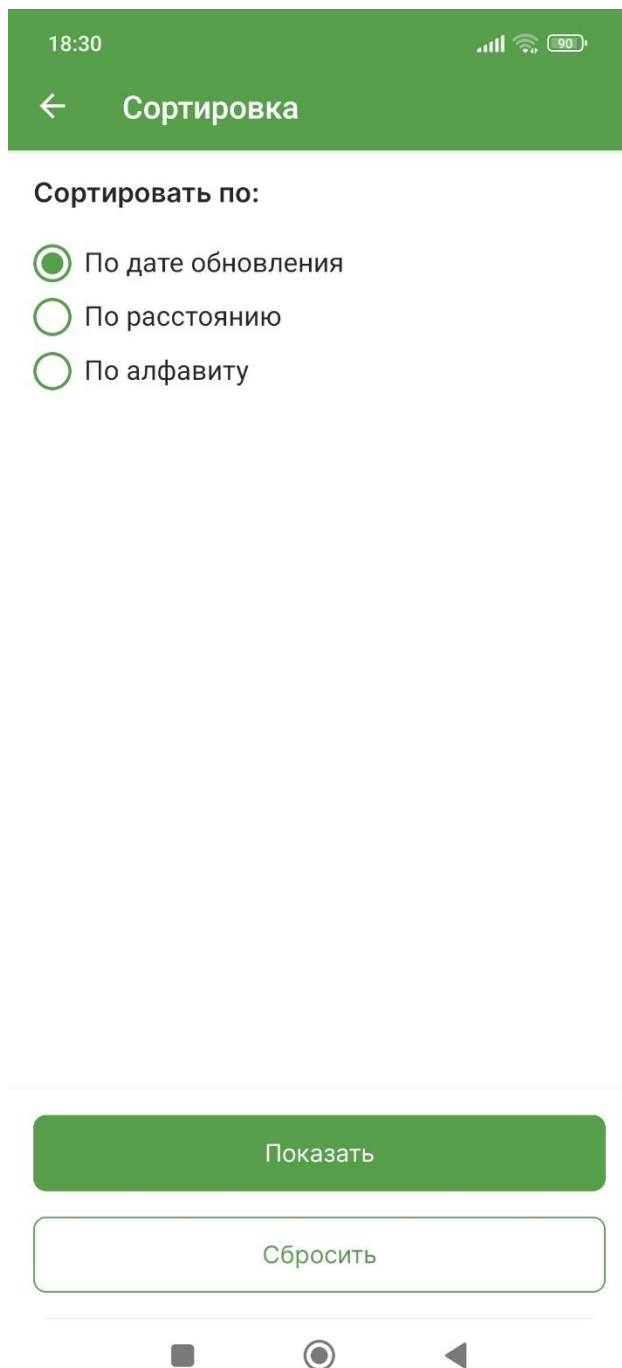 18:30
90
Сортировка
Сортировать по:
По дате обновления
По расстоянию
По алфавиту
Показать
Сбросить